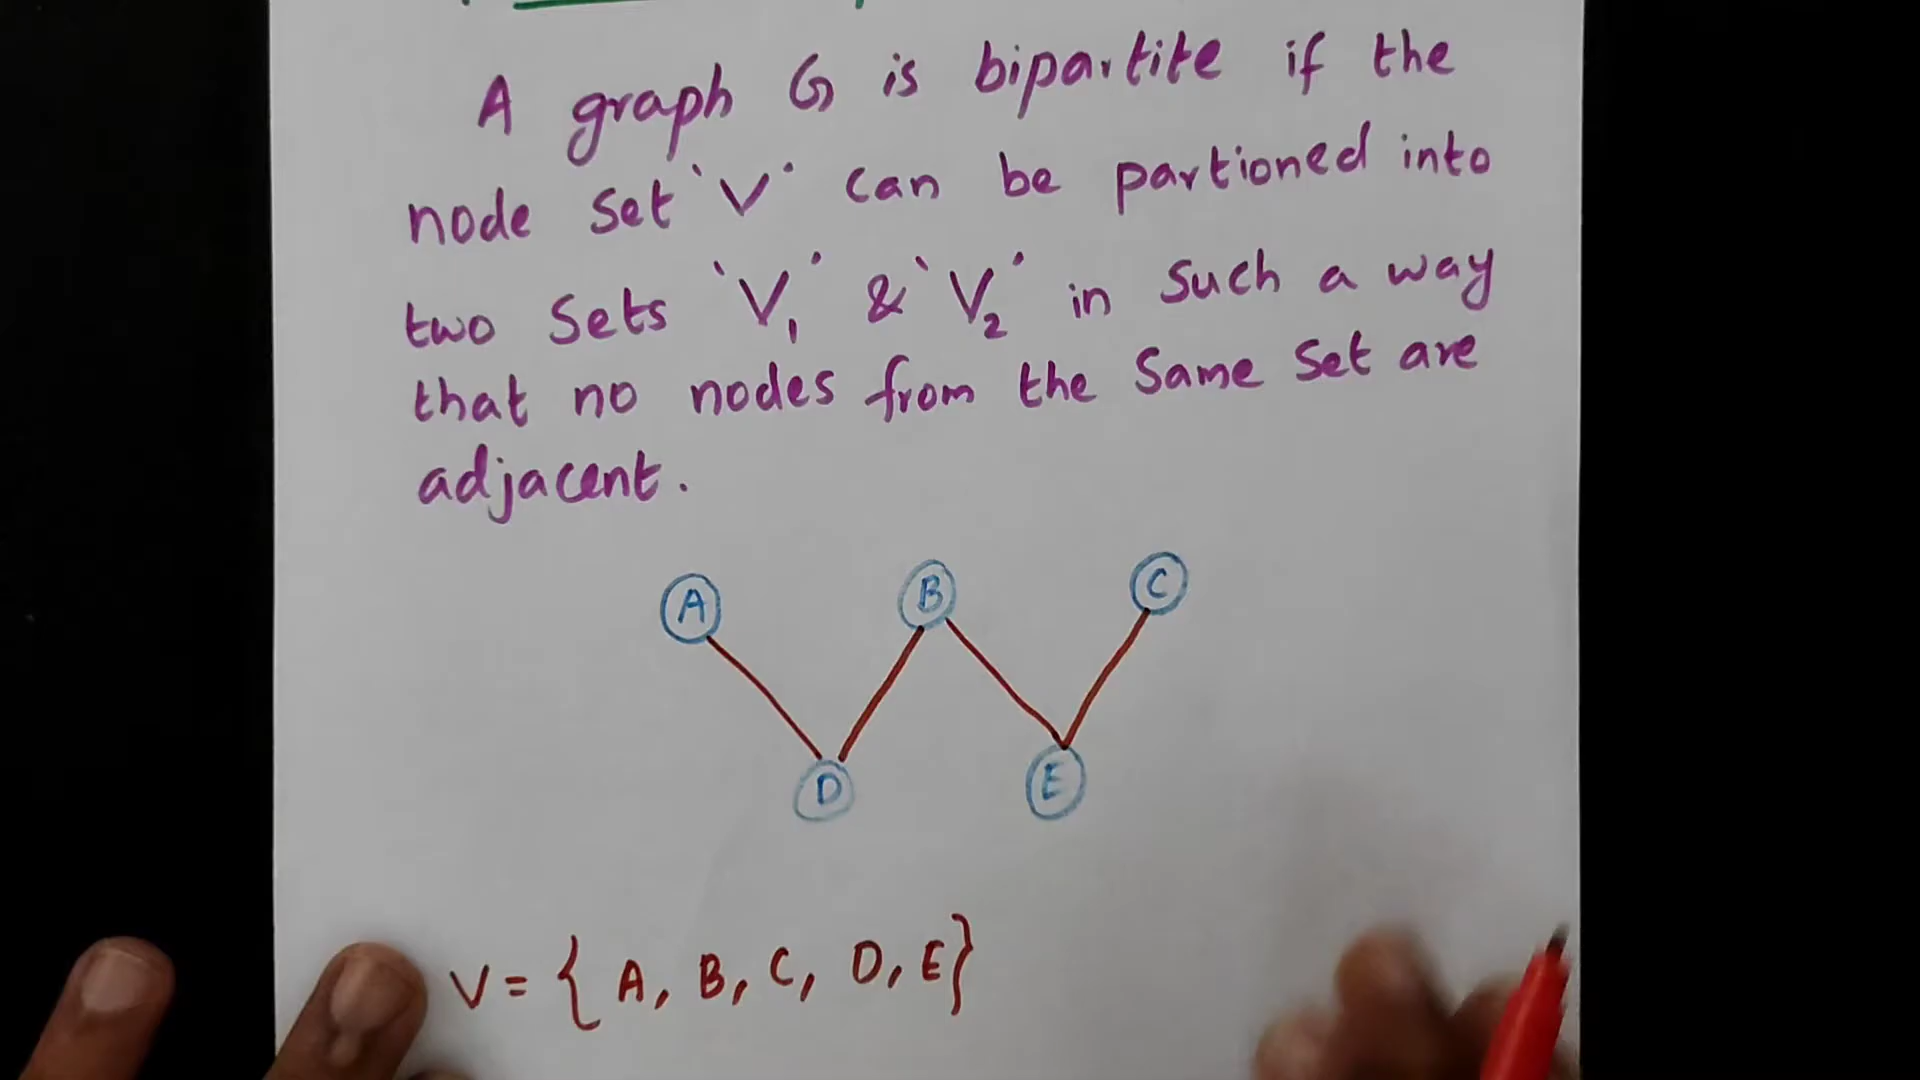 A graph G is bipartite if the
node set ‘V’ can be partioned into
two sets ‘V₁’ & ‘V₂’ in such a way
that no nodes from the same set are
adjacent.
A B C
D E
V = { A, B, C, D, E}